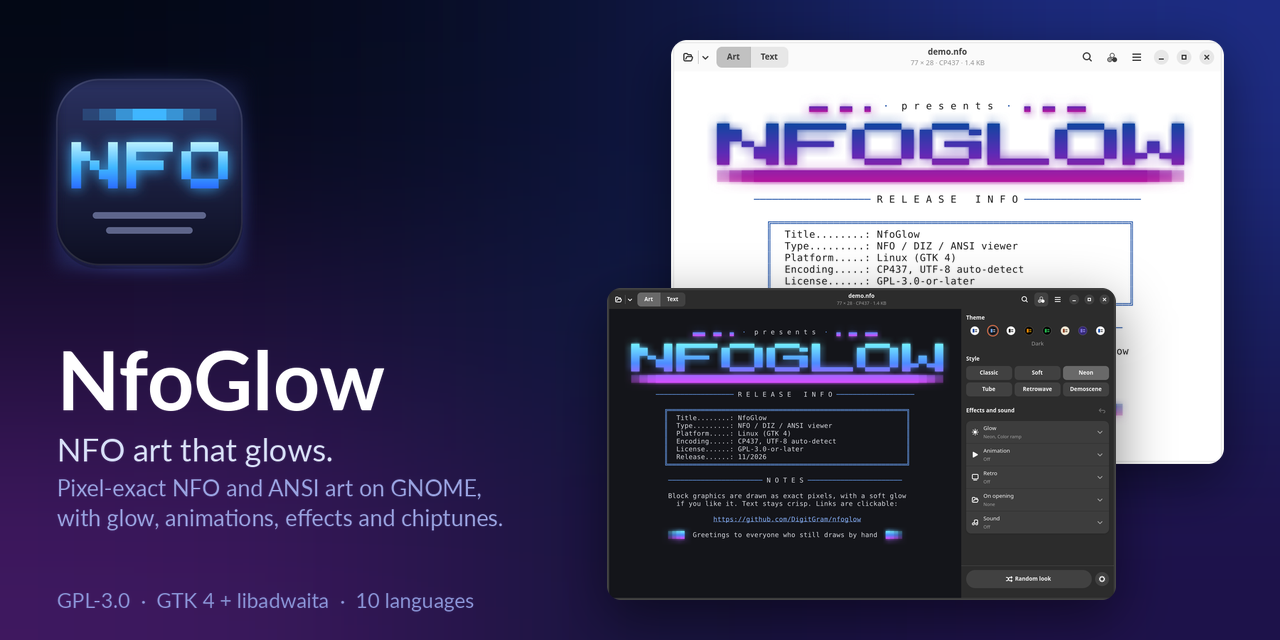 NFO
NfoGlow
NFO art that glows.
Pixel-exact NFO and ANSI art on GNOME,
with glow, animations, effects and chiptunes.
GPL-3.0 · GTK 4 + libadwaita · 10 languages
Art Text
demo.nfo
77 × 28 · CP437 · 1.4 KB
· presents ·
NFOGLOW
RELEASE INFO
Title........: NfoGlow
Type.........: NFO / DIZ / ANSI viewer
Platform.....: Linux (GTK 4)
Encoding.....: CP437, UTF-8 auto-detect
License......: GPL-3.0-or-later
ow
Art Text
demo.nfo
77 × 28 · CP437 · 1.4 KB
· presents ·
NFOGLOW
RELEASE INFO
Title........: NfoGlow
Type.........: NFO / DIZ / ANSI viewer
Platform.....: Linux (GTK 4)
Encoding.....: CP437, UTF-8 auto-detect
License......: GPL-3.0-or-later
Release......: 11/2026
NOTES
Block graphics are drawn as exact pixels, with a soft glow
if you like it. Text stays crisp. Links are clickable:
https://github.com/DigitGram/nfoglow
Greetings to everyone who still draws by hand
Theme
Dark
Style
Classic Soft Neon
Tube Retrowave Demoscene
Effects and sound
Glow
Neon, Color ramp
Animation
Off
Retro
Off
On opening
None
Sound
Off
Random look